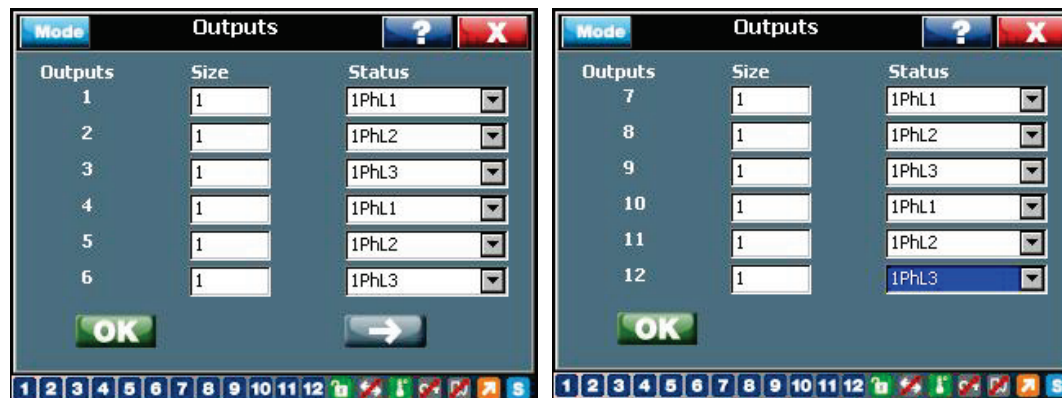 Mode Outputs ? X
Outputs Size Status
1 1 1PhL1
2 1 1PhL2
3 1 1PhL3
4 1 1PhL1
5 1 1PhL2
6 1 1PhL3
OK
1 2 3 4 5 6 7 8 9 10 11 12 S
Mode Outputs ? X
Outputs Size Status
7 1 1PhL1
8 1 1PhL2
9 1 1PhL3
10 1 1PhL1
11 1 1PhL2
12 1 1PhL3
OK
1 2 3 4 5 6 7 8 9 10 11 12 S